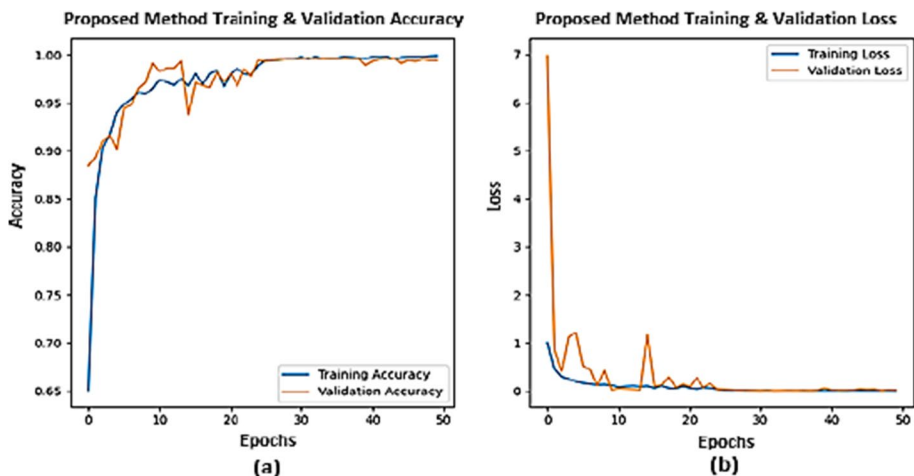 Proposed Method Training & Validation Accuracy
1.00
0.95
0.90
0.85
0.80
0.75
0.70
0.65
Accuracy
Training Accuracy
Validation Accuracy
0
10
20
30
40
50
Epochs
(a)
Proposed Method Training & Validation Loss
7
6
5
4
3
2
1
0
Loss
Training Loss
Validation Loss
0
10
20
30
40
50
Epochs
(b)